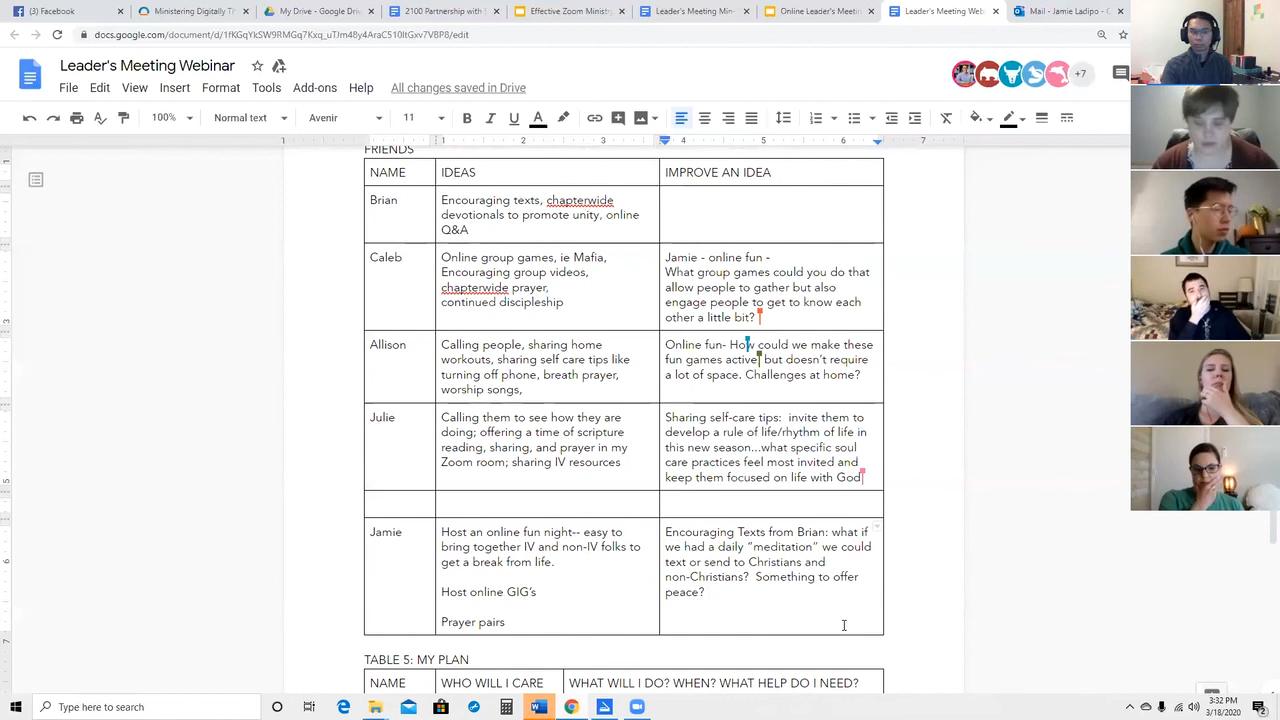 (3) Facebook
Ministering Digitally Th
My Drive - Google Drive
2100 Partnership with S
Effective Zoom Ministry
Leader's Meeting Min
Online Leader's Meetin
Leader's Meeting Web
Mail - Jamie Ladipo - O
docs.google.com/document/d/1fKGqYkSW9RMGq7Kxq_uTJm48y4AraC510ltGxv7VBP8/edit
Leader's Meeting Webinar
File Edit View Insert Format Tools Add-ons Help All changes saved in Drive
+7
100% Normal text Avenir 11 B I U A
1 1 2 3 4 5 6 7
FRIENDS
NAME IDEAS IMPROVE AN IDEA
Brian
Encouraging texts, chapterwide
devotionals to promote unity, online
Q&A
Caleb
Online group games, ie Mafia,
Encouraging group videos,
chapterwide prayer,
continued discipleship
Jamie - online fun -
What group games could you do that
allow people to gather but also
engage people to get to know each
other a little bit?
Allison
Calling people, sharing home
workouts, sharing self care tips like
turning off phone, breath prayer,
worship songs,
Online fun- How could we make these
fun games active but doesn't require
a lot of space. Challenges at home?
Julie
Calling them to see how they are
doing; offering a time of scripture
reading, sharing, and prayer in my
Zoom room; sharing IV resources
Sharing self-care tips: invite them to
develop a rule of life/rhythm of life in
this new season...what specific soul
care practices feel most invited and
keep them focused on life with God
Jamie
Host an online fun night-- easy to
bring together IV and non-IV folks to
get a break from life.
Host online GIG's
Prayer pairs
Encouraging Texts from Brian: what if
we had a daily "meditation" we could
text or send to Christians and
non-Christians? Something to offer
peace?
TABLE 5: MY PLAN
NAME WHO WILL I CARE WHAT WILL I DO? WHEN? WHAT HELP DO I NEED?
Type here to search
3:32 PM
3/18/2020
2